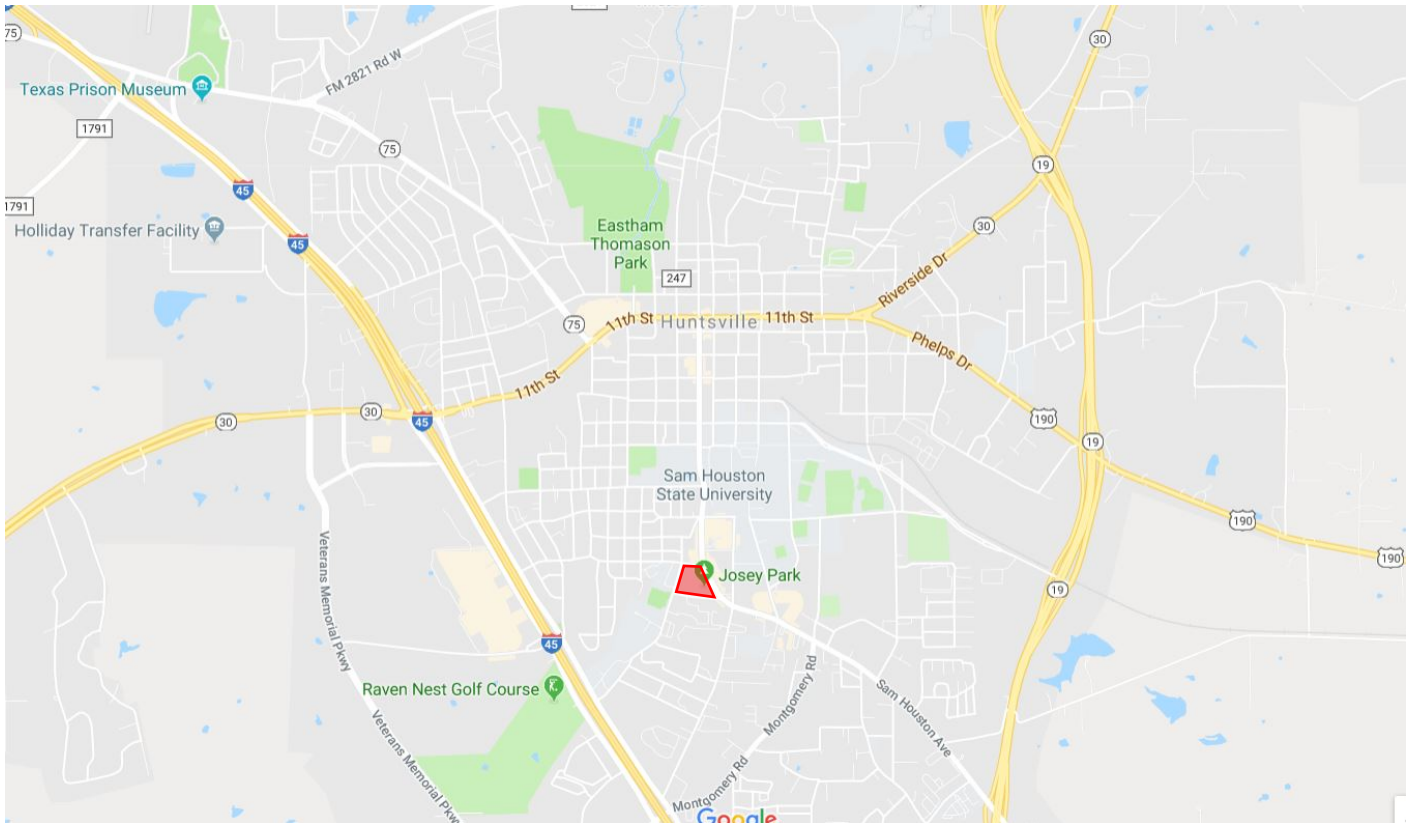 75
30
FM 2821 Rd W
Texas Prison Museum
1791
75
19
45
1791
Holliday Transfer Facility
45
Eastham
Thomason
Park
30
247
Riverside Dr
75
11th St
Huntsville
11th St
Phelps Dr
11th St
30
30
45
190
19
Sam Houston
State University
190
190
Veterans Memorial Pkwy
Josey Park
19
45
Raven Nest Golf Course
Montgomery Rd
Sam Houston Ave
Veterans Memorial Pkwy
Montgomery Rd
Google